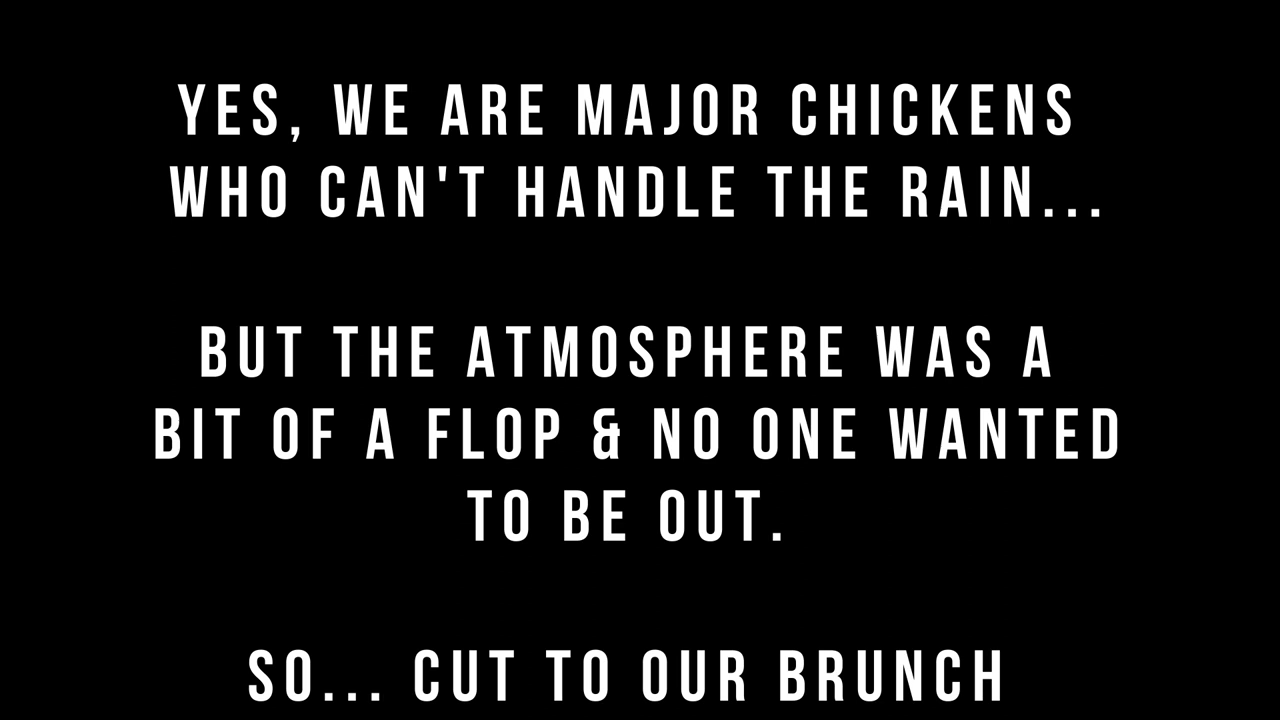 YES, WE ARE MAJOR CHICKENS
WHO CAN'T HANDLE THE RAIN...
BUT THE ATMOSPHERE WAS A
BIT OF A FLOP & NO ONE WANTED
TO BE OUT.
SO... CUT TO OUR BRUNCH